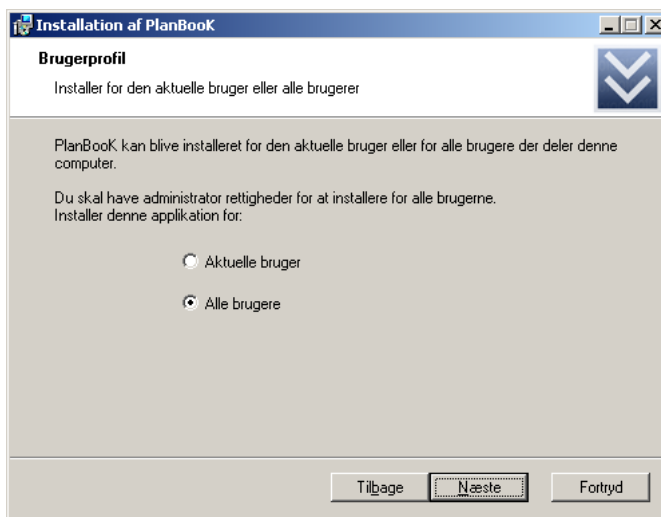 Installation af PlanBooK
Brugerprofil
Installer for den aktuelle bruger eller alle brugerer
PlanBooK kan blive installeret for den aktuelle bruger eller for alle brugere der deler denne
computer.
Du skal have administrator rettigheder for at installere for alle brugerne.
Installer denne applikation for:
Aktuelle bruger
Alle brugere
Tilbage
Næste
Fortryd